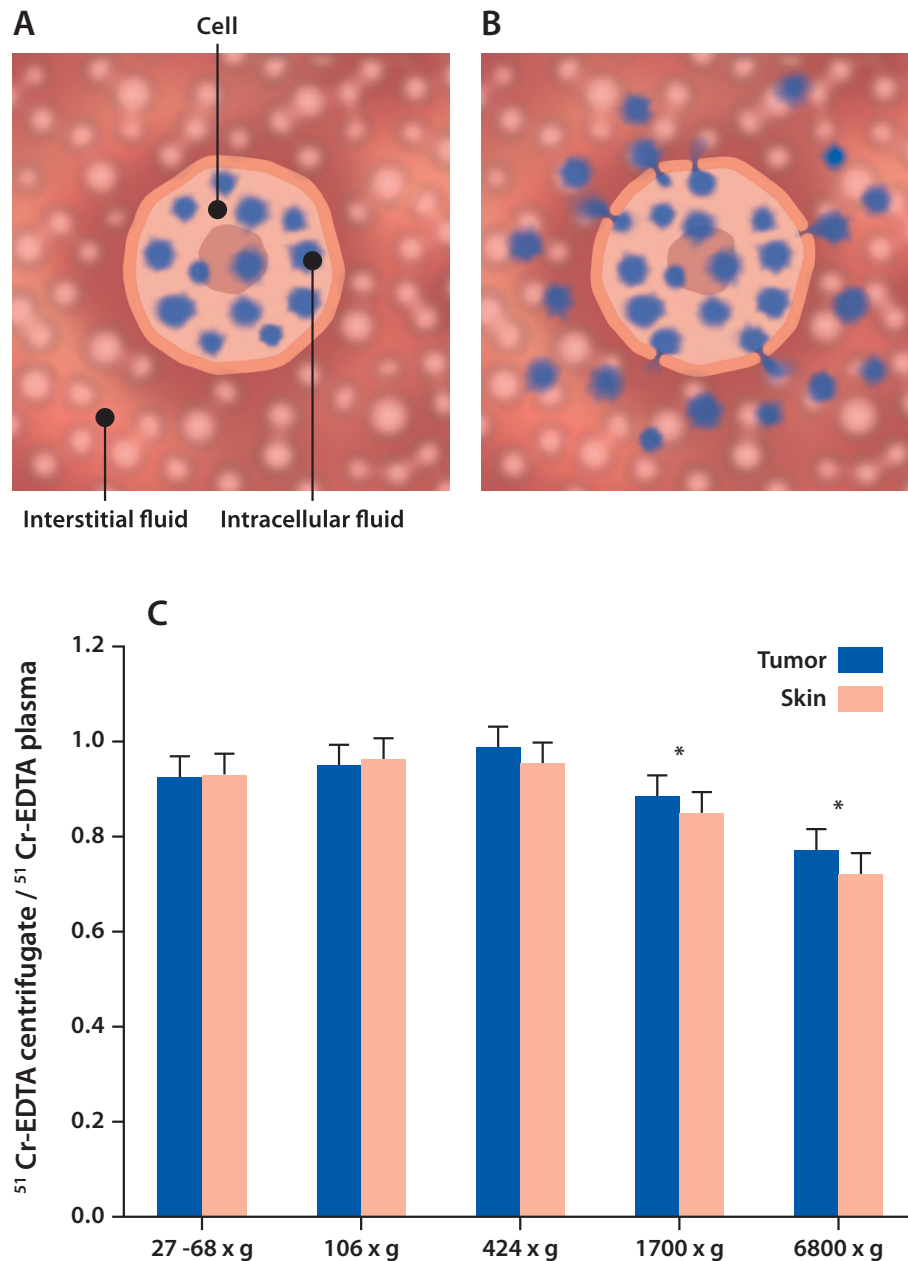 A
Cell
B
Interstitial fluid
Intracellular fluid
C
51 Cr-EDTA centrifugate / 51 Cr-EDTA plasma
1.2
1.0
0.8
0.6
0.4
0.2
0.0
Tumor
Skin
*
*
27 -68 x g
106 x g
424 x g
1700 x g
6800 x g